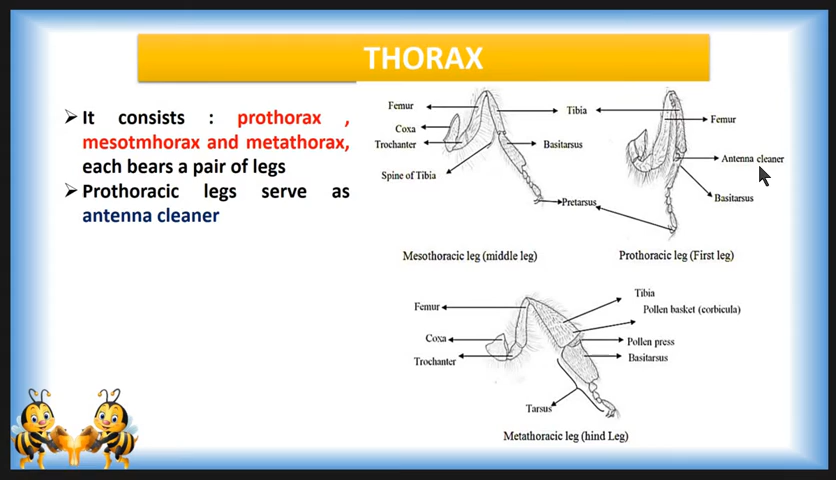 THORAX
➢ It consists : prothorax ,
mesotmhorax and metathorax,
each bears a pair of legs
➢ Prothoracic legs serve as
antenna cleaner
Femur
Coxa
Trochanter
Spine of Tibia
Tibia
Basitarsus
Pretarsus
Femur
Antenna cleaner
Basitarsus
Mesothoracic leg (middle leg)
Prothoracic leg (First leg)
Femur
Coxa
Trochanter
Tarsus
Tibia
Pollen basket (corbicula)
Pollen press
Basitarsus
Metathoracic leg (hind Leg)